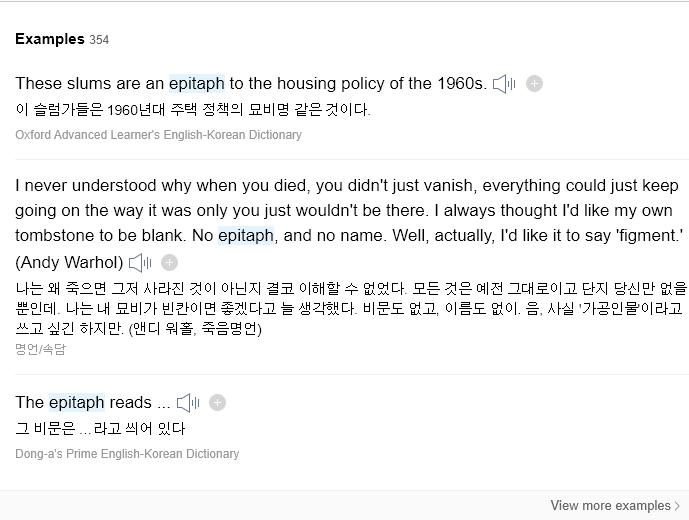 Examples 354
These slums are an epitaph to the housing policy of the 1960s.
이 슬럼가들은 1960년대 주택 정책의 묘비명 같은 것이다.
Oxford Advanced Learner's English-Korean Dictionary
I never understood why when you died, you didn't just vanish, everything could just keep
going on the way it was only you just wouldn't be there. I always thought I'd like my own
tombstone to be blank. No epitaph, and no name. Well, actually, I'd like it to say 'figment.'
(Andy Warhol)
나는 왜 죽으면 그저 사라진 것이 아닌지 결코 이해할 수 없었다. 모든 것은 예전 그대로이고 단지 당신만 없을
뿐인데. 나는 내 묘비가 빈칸이면 좋겠다고 늘 생각했다. 비문도 없고, 이름도 없이. 음, 사실 '가공인물'이라고
쓰고 싶긴 하지만. (앤디 워홀, 죽음명언)
명언/속담
The epitaph reads ...
그 비문은 …라고 씌어 있다
Dong-a's Prime English-Korean Dictionary
View more examples